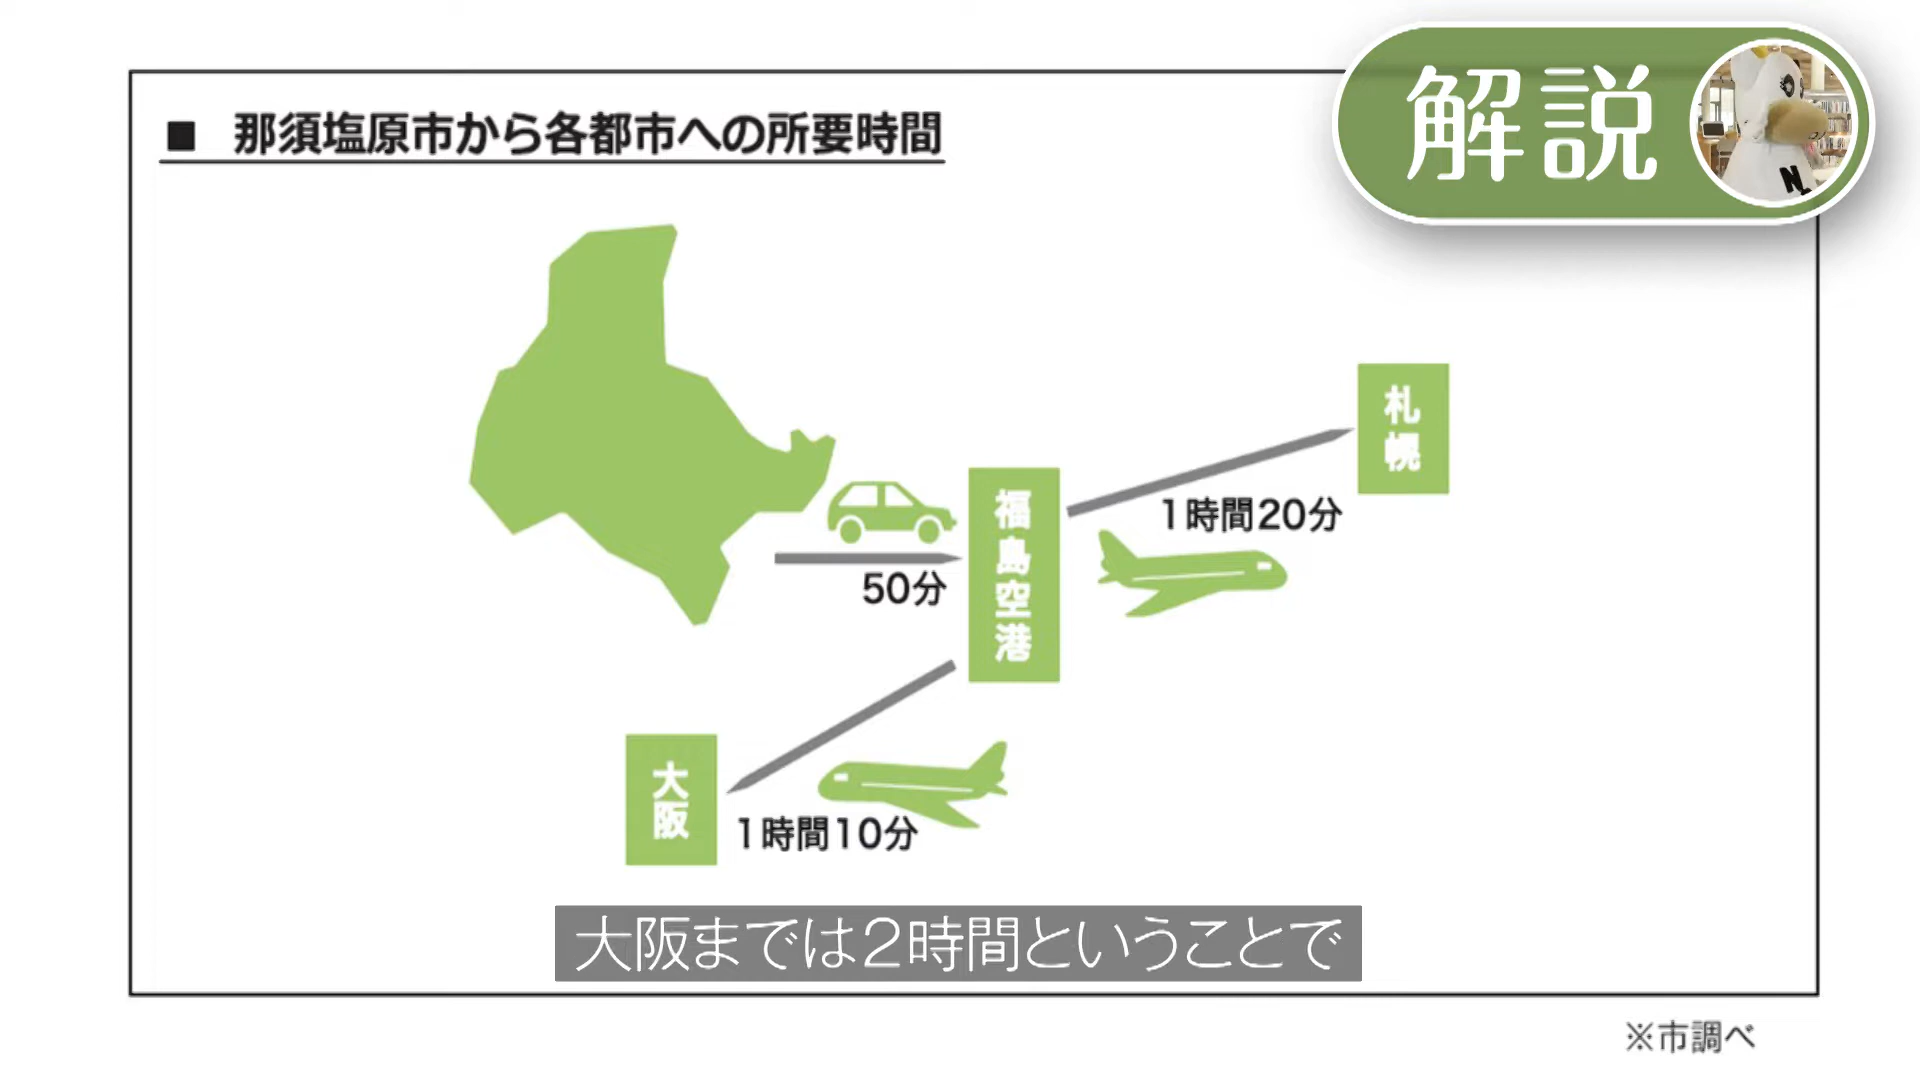 解説
■ 那須塩原市から各都市への所要時間
札幌
1時間20分
福島空港
50分
大阪
1時間10分
大阪までは2時間ということで
※市調べ
N